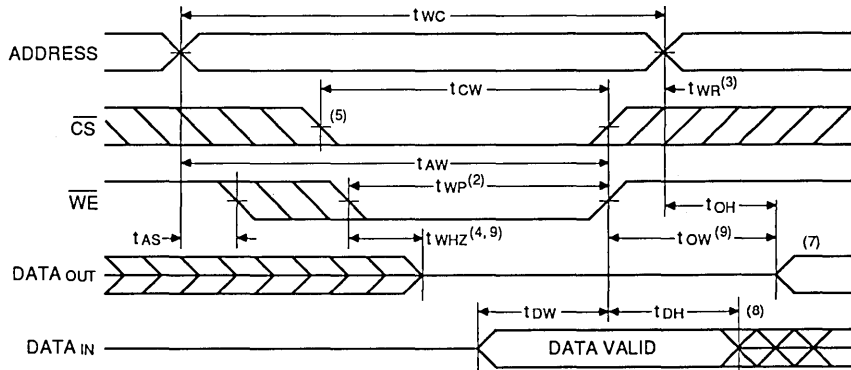 tWC
ADDRESS
tCW
tWR(3)
CS
(5)
tAW
WE
tWP(2)
tAS
tWHZ(4, 9)
tOH
tOW(9)
(7)
DATA OUT
tDW
tDH
(8)
DATA IN
DATA VALID